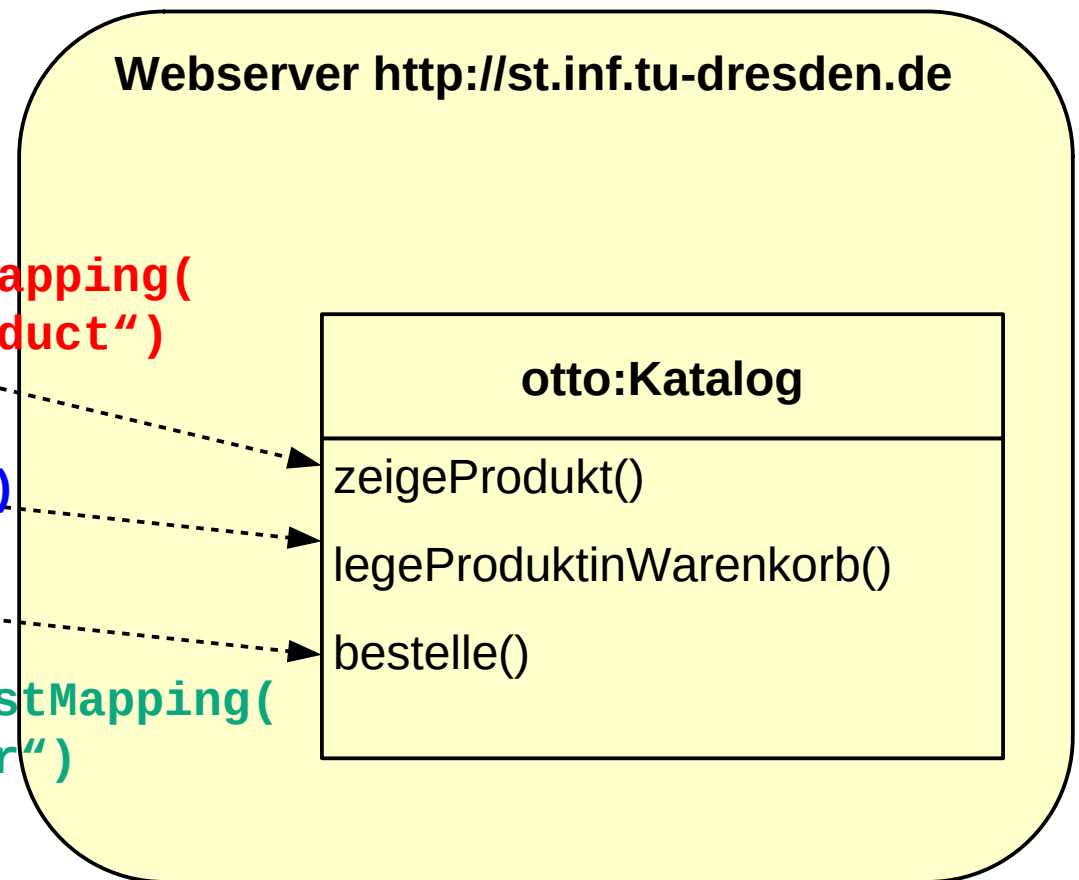 Webserver http://st.inf.tu-dresden.de
apping(
duct“)
otto:Katalog
zeigeProdukt()
)
legeProduktinWarenkorb()
bestelle()
stMapping(
r“)